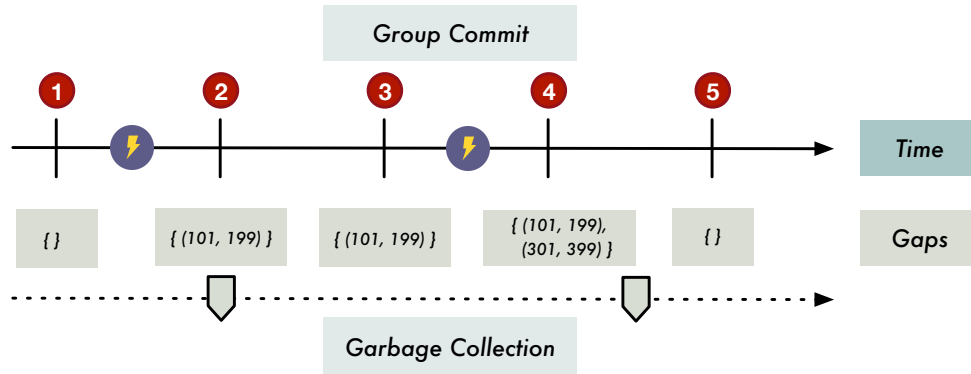 Group Commit
1 2 3 4 5
Time
{ } { (101, 199) } { (101, 199) } { (101, 199), { } Gaps
(301, 399) }
Garbage Collection